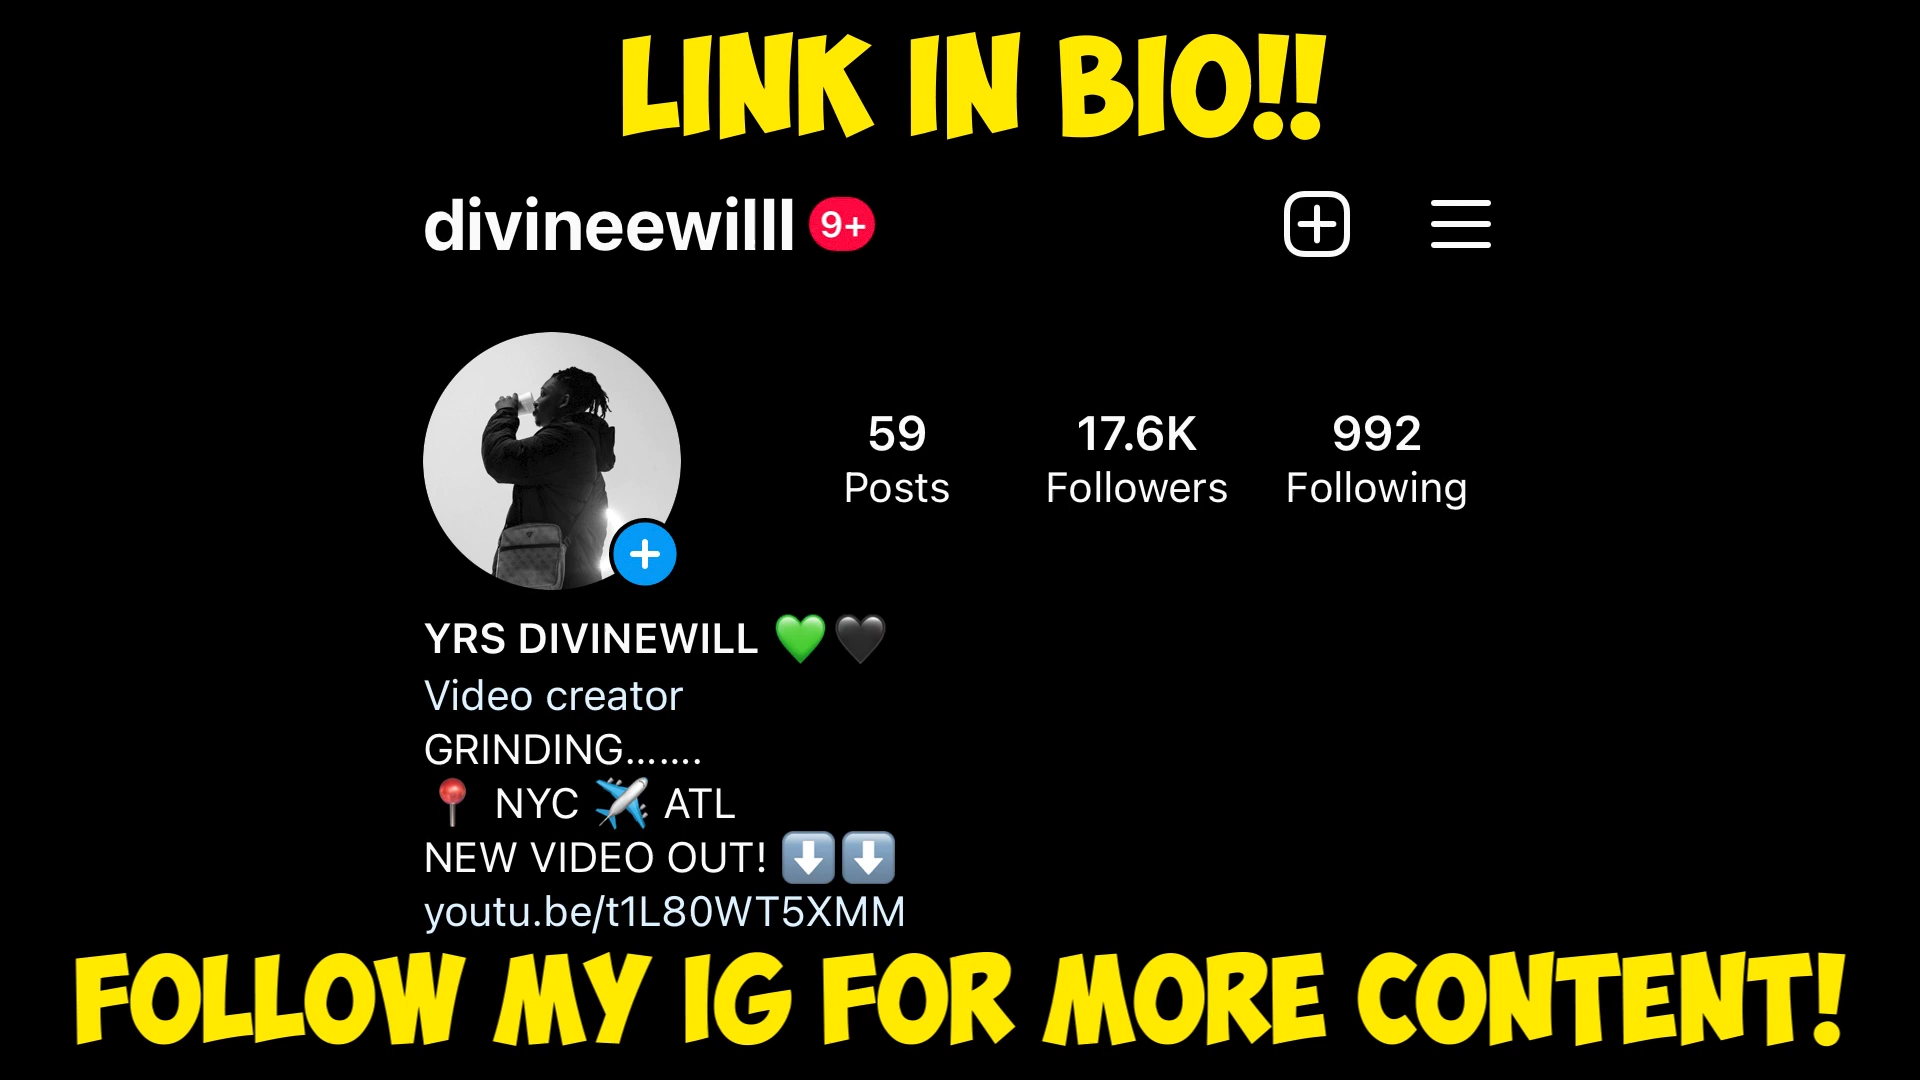 LINK IN BIO!!
divineewilll 9+
59 17.6K 992
Posts Followers Following
YRS DIVINEWILL 💚🖤
Video creator
GRINDING.......
📍 NYC ✈️ ATL
NEW VIDEO OUT! ⬇️⬇️
youtu.be/t1L80WT5XMM
FOLLOW MY IG FOR MORE CONTENT!